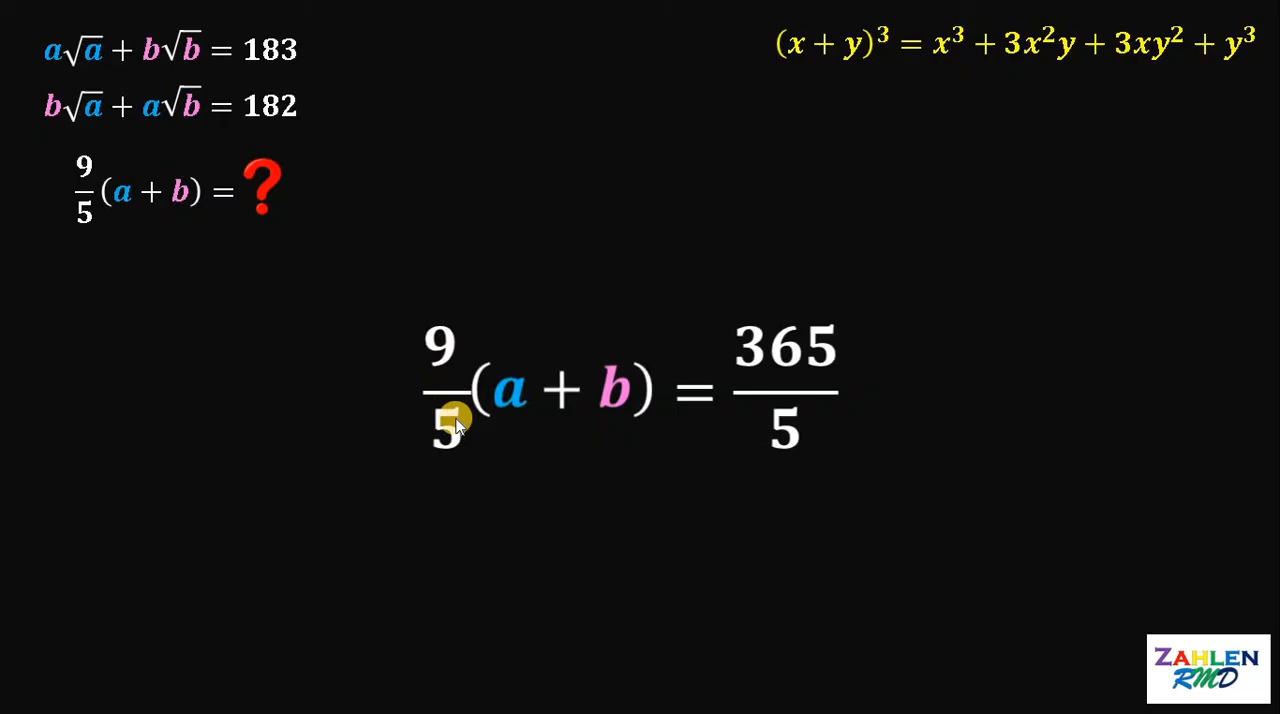 a√a + b√b = 183
(x + y)³ = x³ + 3x²y + 3xy² + y³
b√a + a√b = 182
9/5 (a + b) = ❓
9/5 (a + b) = 365/5
ZAHLEN
RMD